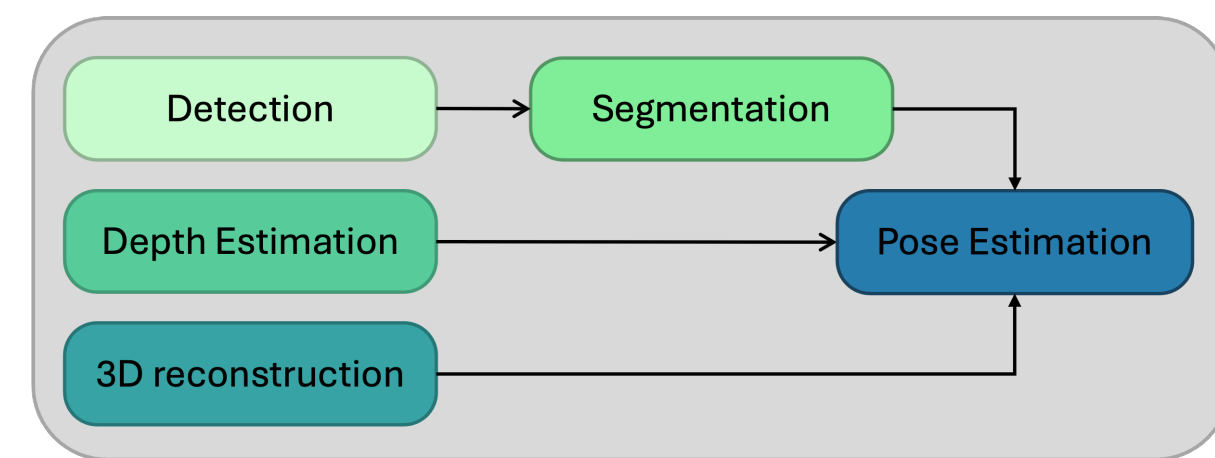 Detection
Segmentation
Depth Estimation
Pose Estimation
3D reconstruction